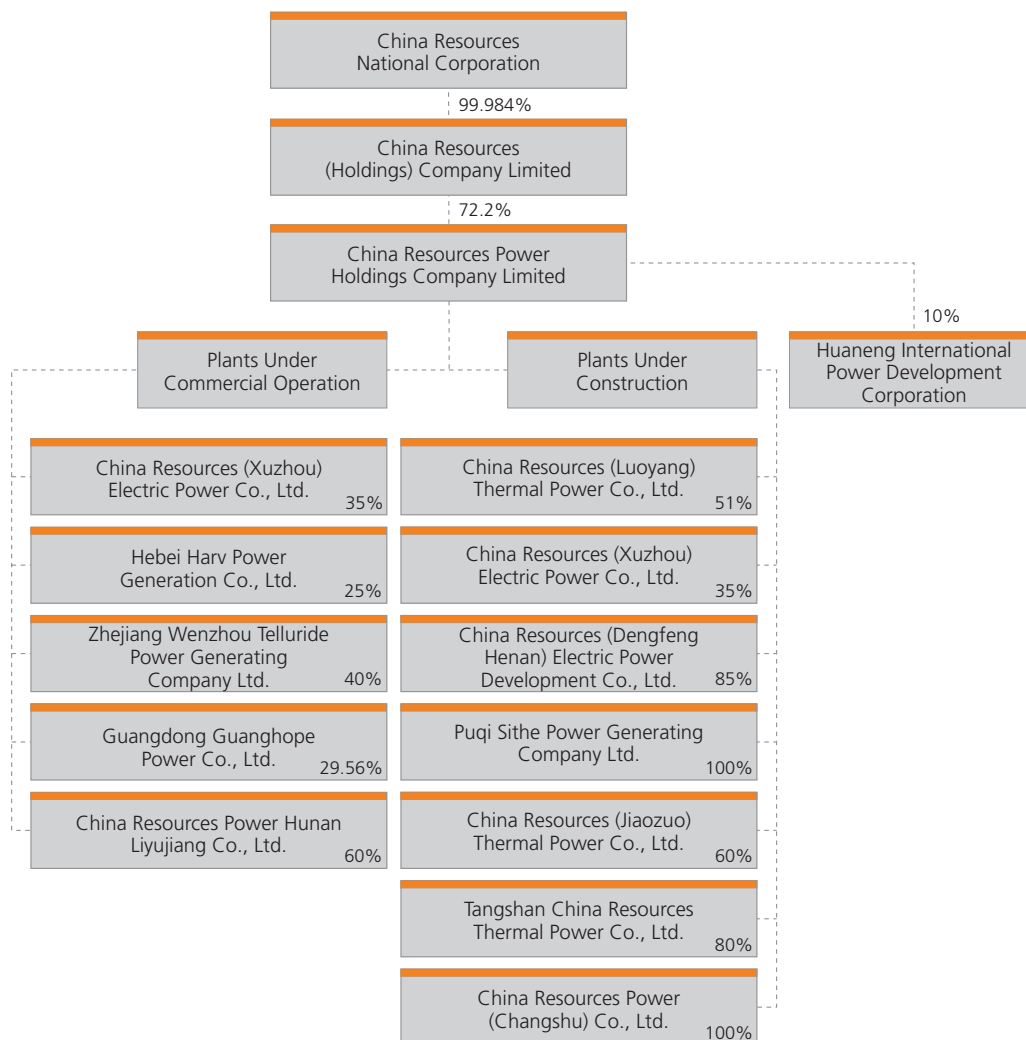 China Resources
National Corporation
99.984%
China Resources
(Holdings) Company Limited
72.2%
China Resources Power
Holdings Company Limited
10%
Plants Under
Commercial Operation
Plants Under
Construction
Huaneng International
Power Development
Corporation
China Resources (Xuzhou)
Electric Power Co., Ltd.
35%
Hebei Harv Power
Generation Co., Ltd.
25%
Zhejiang Wenzhou Telluride
Power Generating
Company Ltd.
40%
Guangdong Guanghope
Power Co., Ltd.
29.56%
China Resources Power Hunan
Liyujiang Co., Ltd.
60%
China Resources (Luoyang)
Thermal Power Co., Ltd.
51%
China Resources (Xuzhou)
Electric Power Co., Ltd.
35%
China Resources (Dengfeng
Henan) Electric Power
Development Co., Ltd.
85%
Puqi Sithe Power Generating
Company Ltd.
100%
China Resources (Jiaozuo)
Thermal Power Co., Ltd.
60%
Tangshan China Resources
Thermal Power Co., Ltd.
80%
China Resources Power
(Changshu) Co., Ltd.
100%